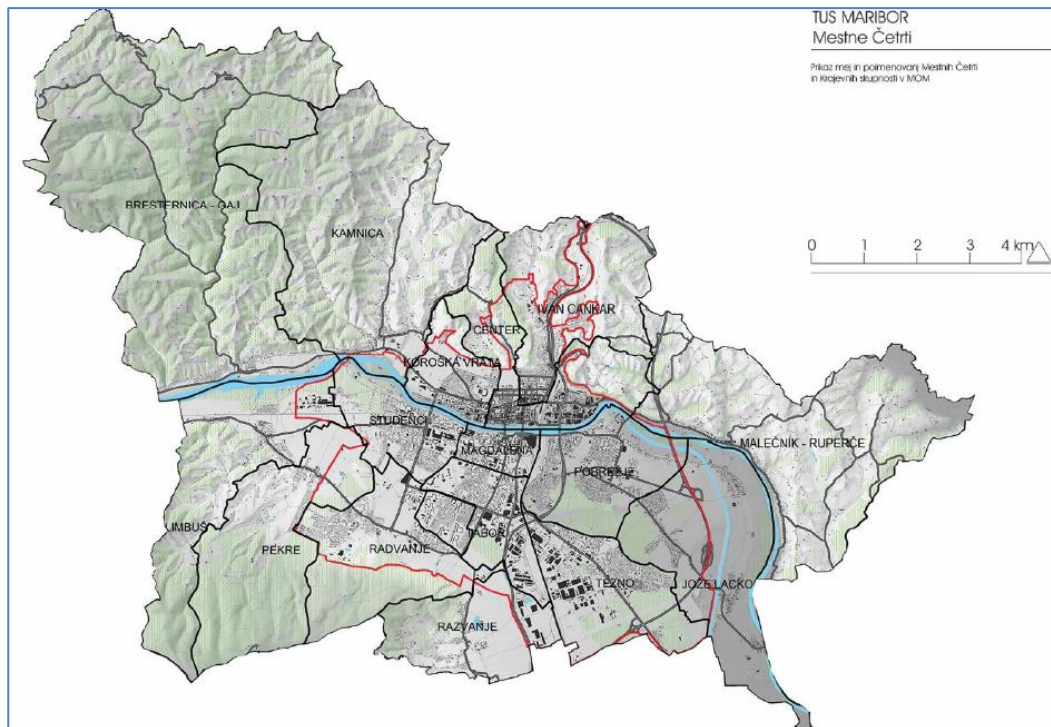 TUS MARIBOR
Mestne Četrti
Prikaz mej in poimenovanj Mestnih Četrti
in Krajevnih skupnosti v MOM
0 1 2 3 4 km
BRESTERNICA - GAJ
KAMNICA
IVAN CANKAR
CENTER
KOROŠKA VRATA
STUDENCI
MAGDALENA
MALEČNIK - RUPERČE
POBREŽJE
LIMBUŠ
PEKRE
RADVANJE
TABOR
TEZNO
JOŽE LACKO
RAZVANJE